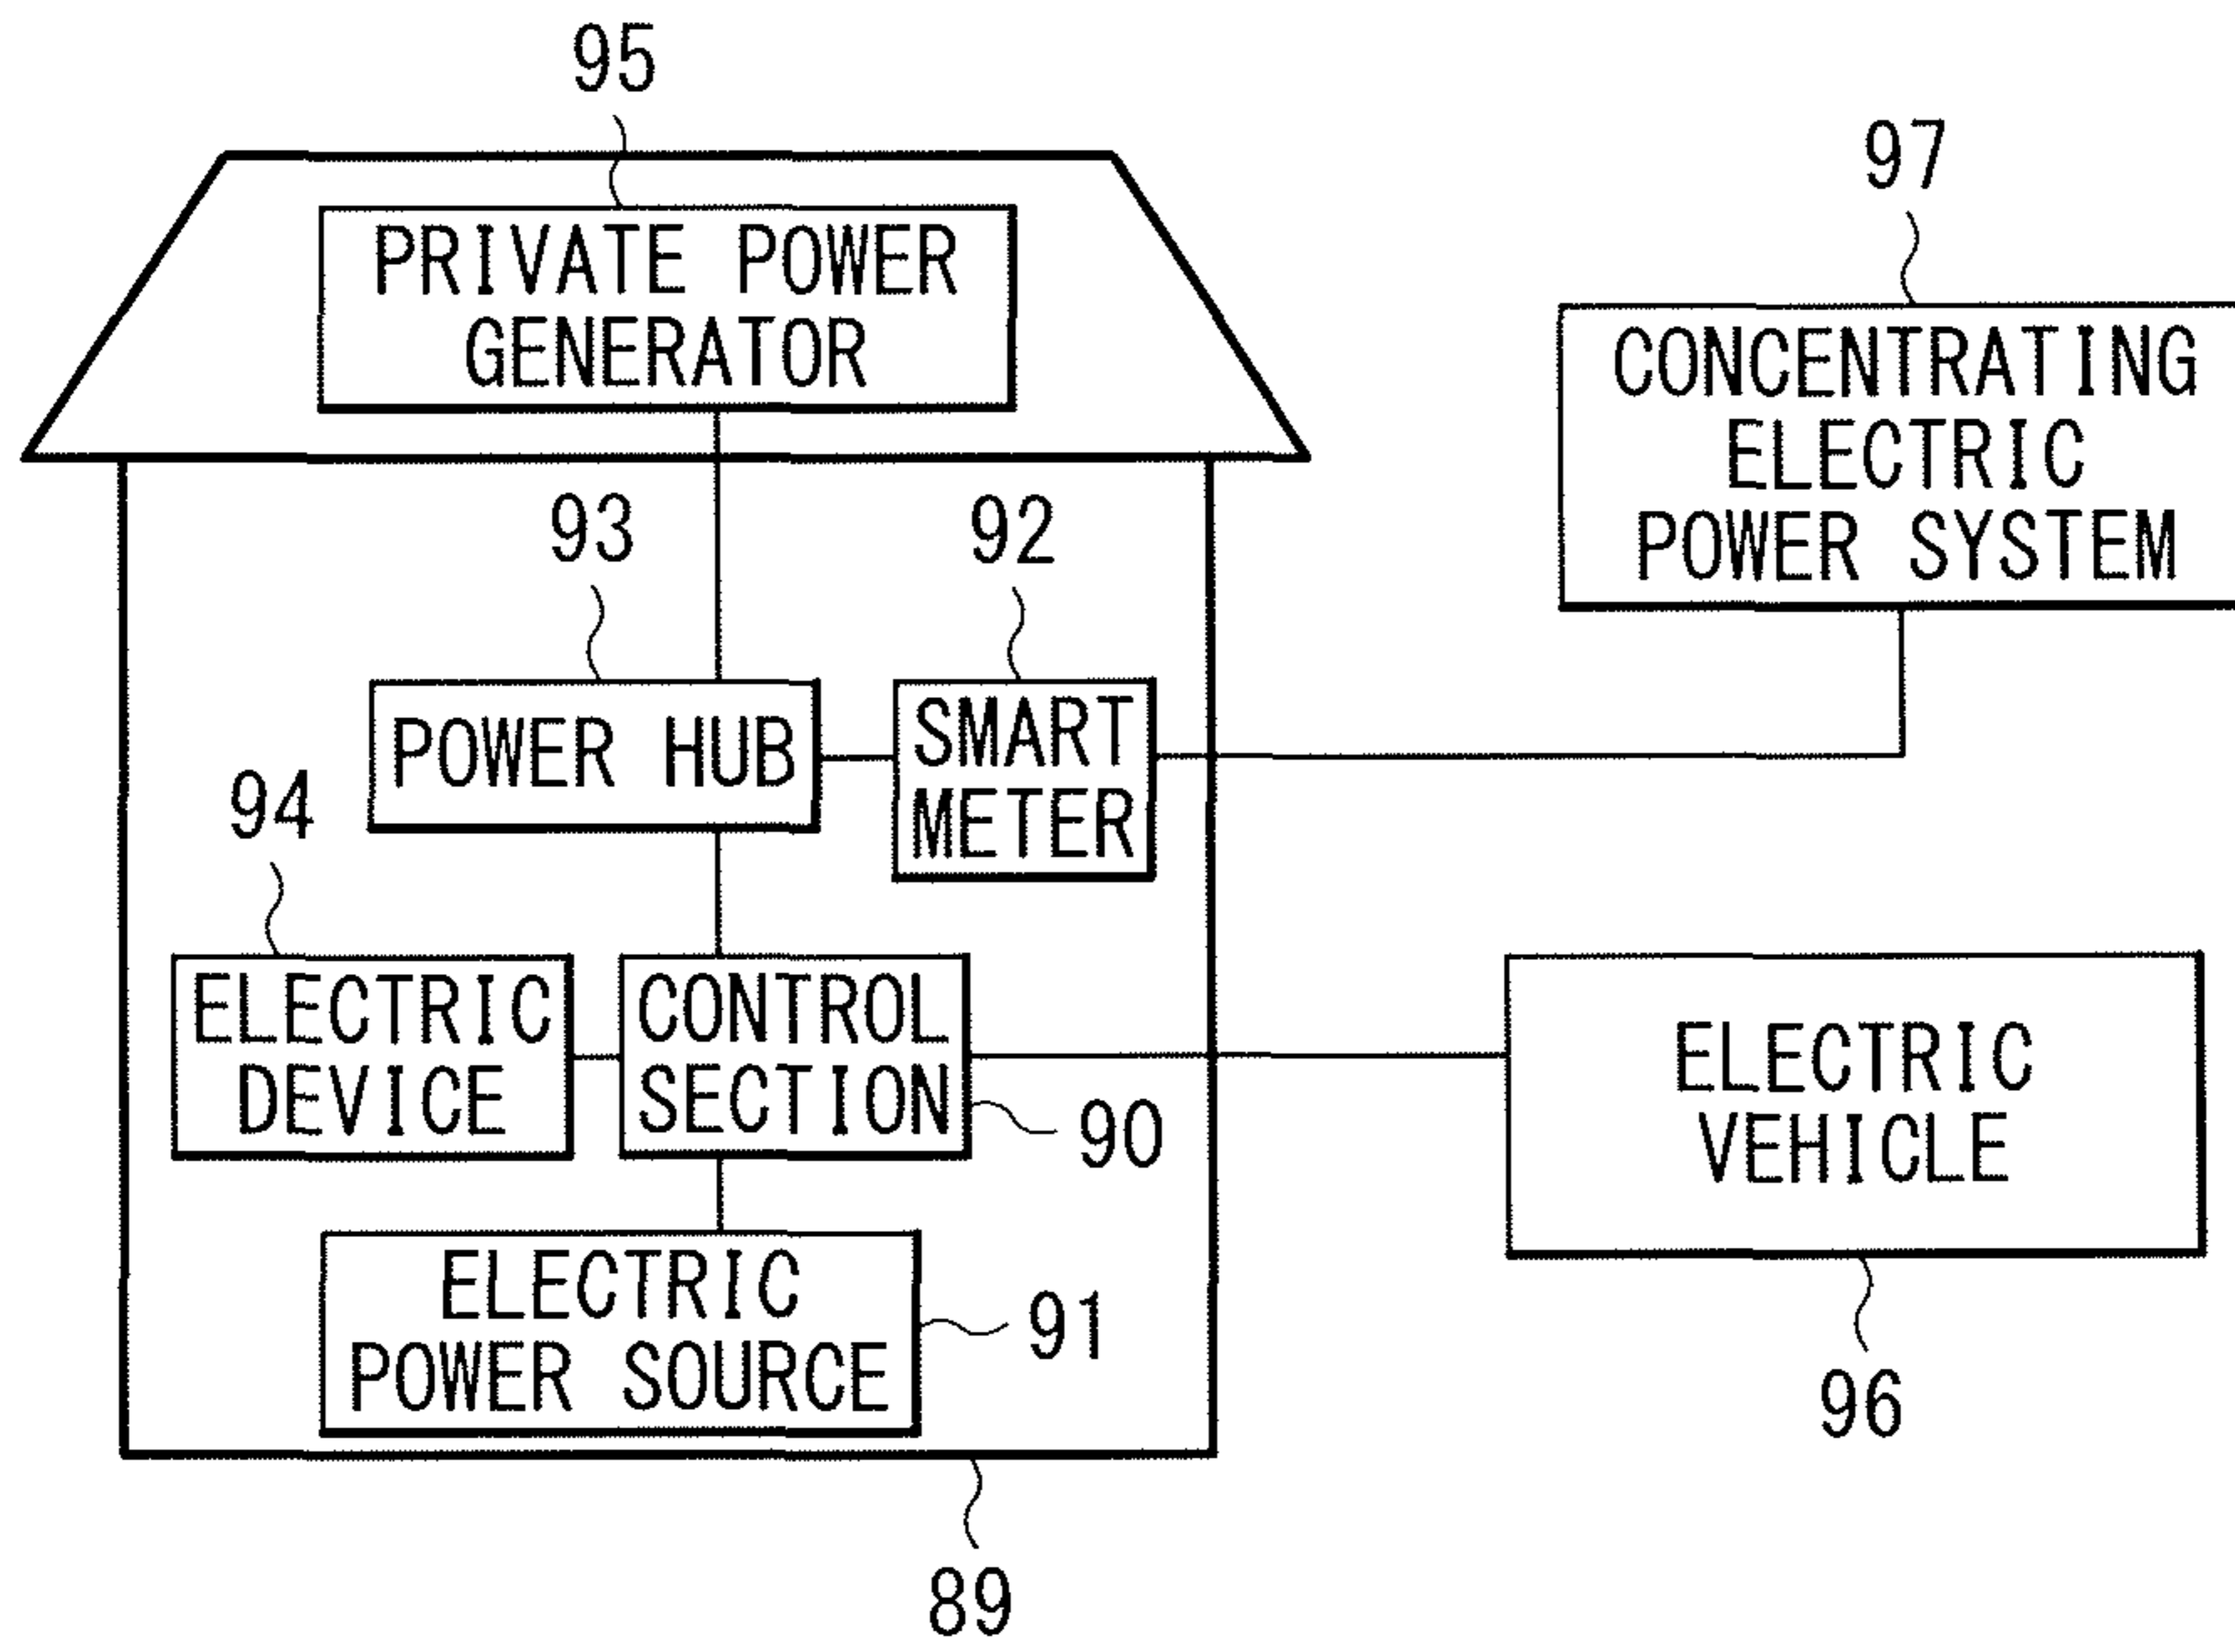 95
PRIVATE POWER
GENERATOR
97
CONCENTRATING
ELECTRIC
POWER SYSTEM
93
92
POWER HUB
SMART
METER
94
ELECTRIC
DEVICE
CONTROL
SECTION
90
ELECTRIC
VEHICLE
96
ELECTRIC
POWER SOURCE
91
89